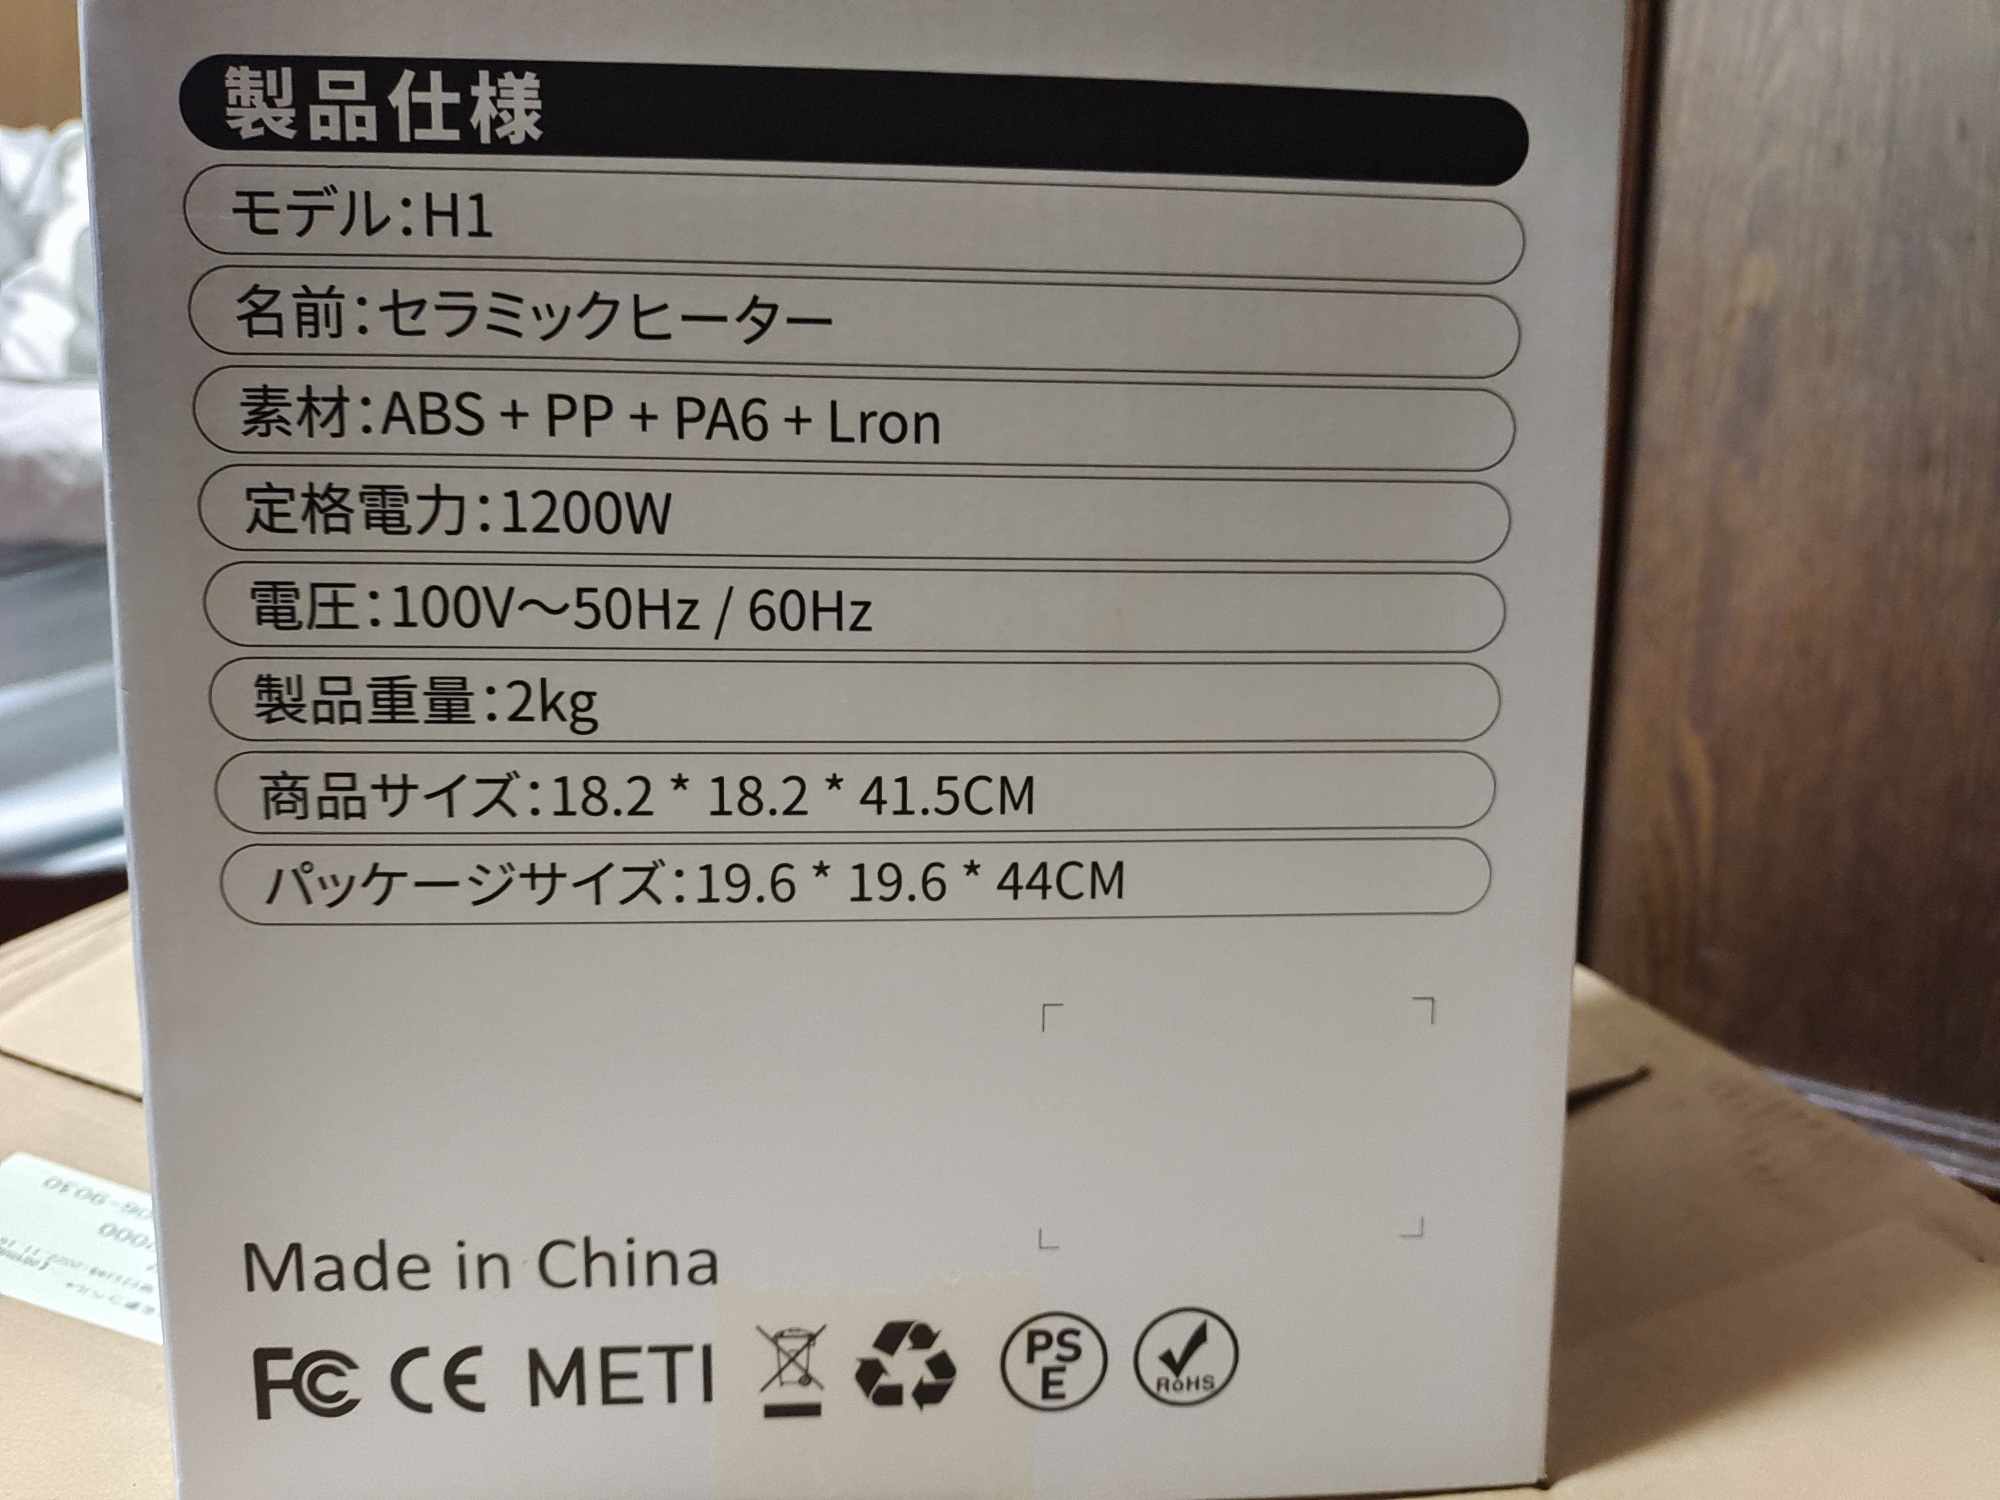 製品仕様
モデル：H1
名前：セラミックヒーター
素材：ABS + PP + PA6 + Lron
定格電力：1200W
電圧：100V～50Hz / 60Hz
製品重量：2kg
商品サイズ：18.2 * 18.2 * 41.5CM
パッケージサイズ：19.6 * 19.6 * 44CM
Made in China
FC CE METI PSE RoHS